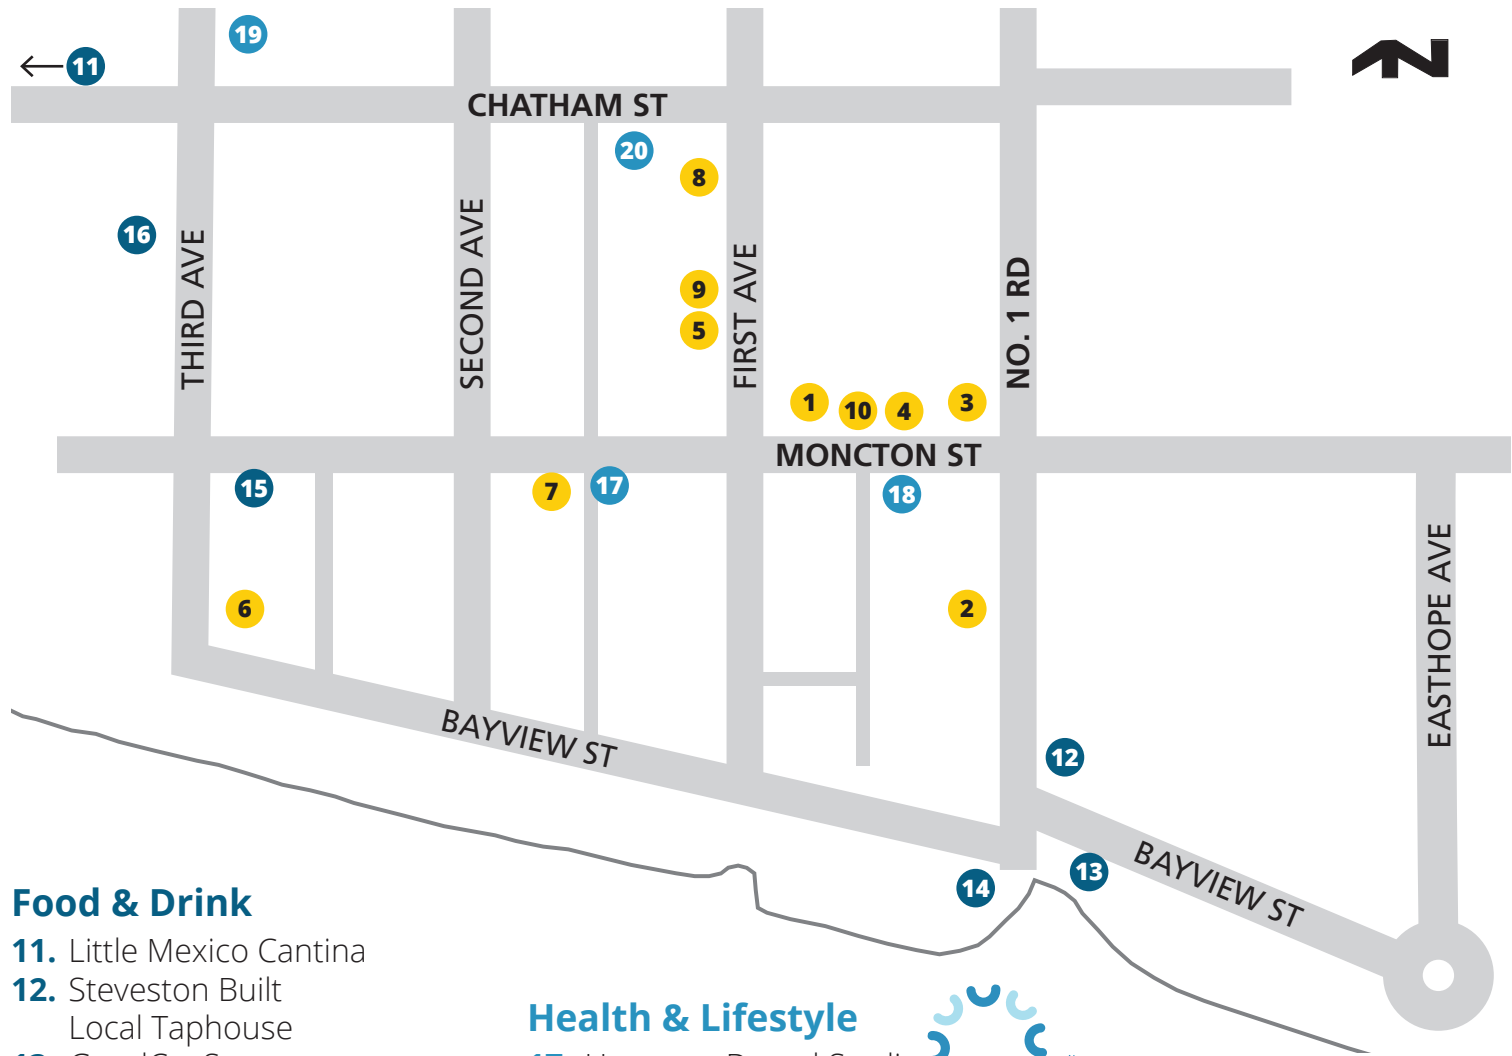 19
11
CHATHAM ST
N
20
8
16
THIRD AVE
SECOND AVE
FIRST AVE
NO. 1 RD
9
5
1
10
4
3
MONCTON ST
15
7
17
18
6
2
EASTHOPE AVE
BAYVIEW ST
12
13
14
BAYVIEW ST
Food & Drink
11. Little Mexico Cantina
12. Steveston Built
Local Taphouse
Health & Lifestyle